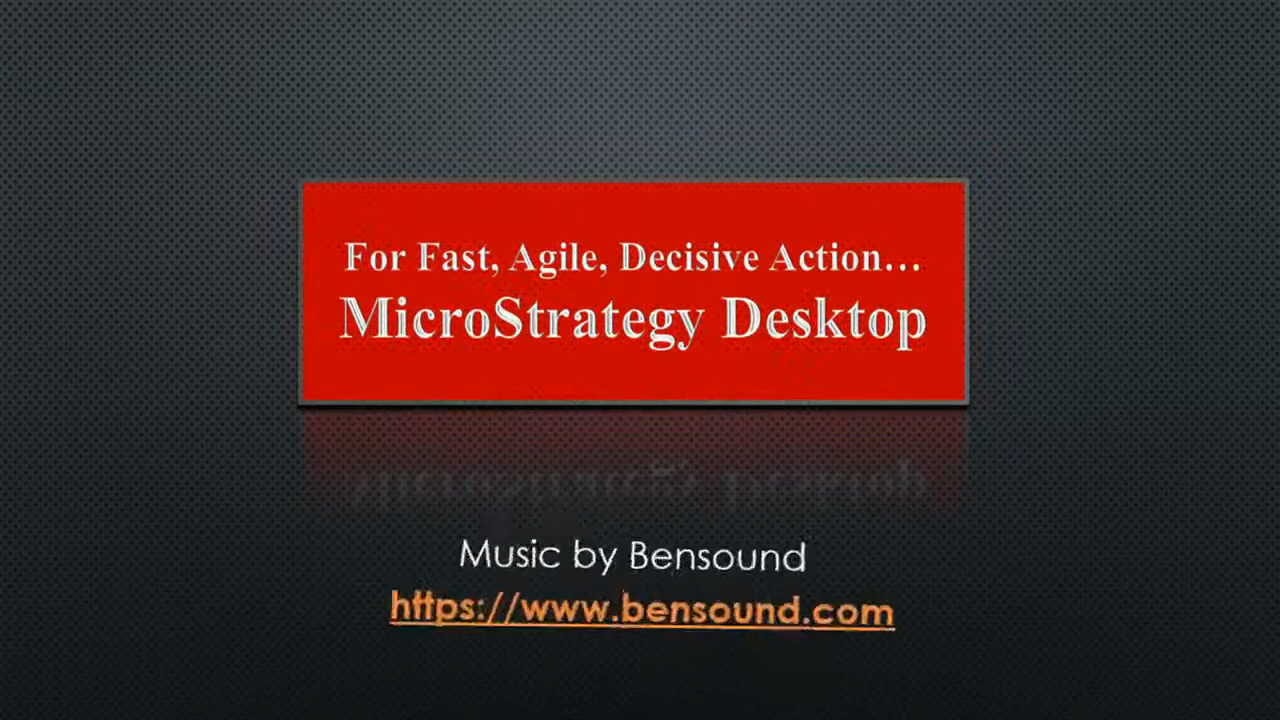 For Fast, Agile, Decisive Action…
MicroStrategy Desktop
Music by Bensound
https://www.bensound.com